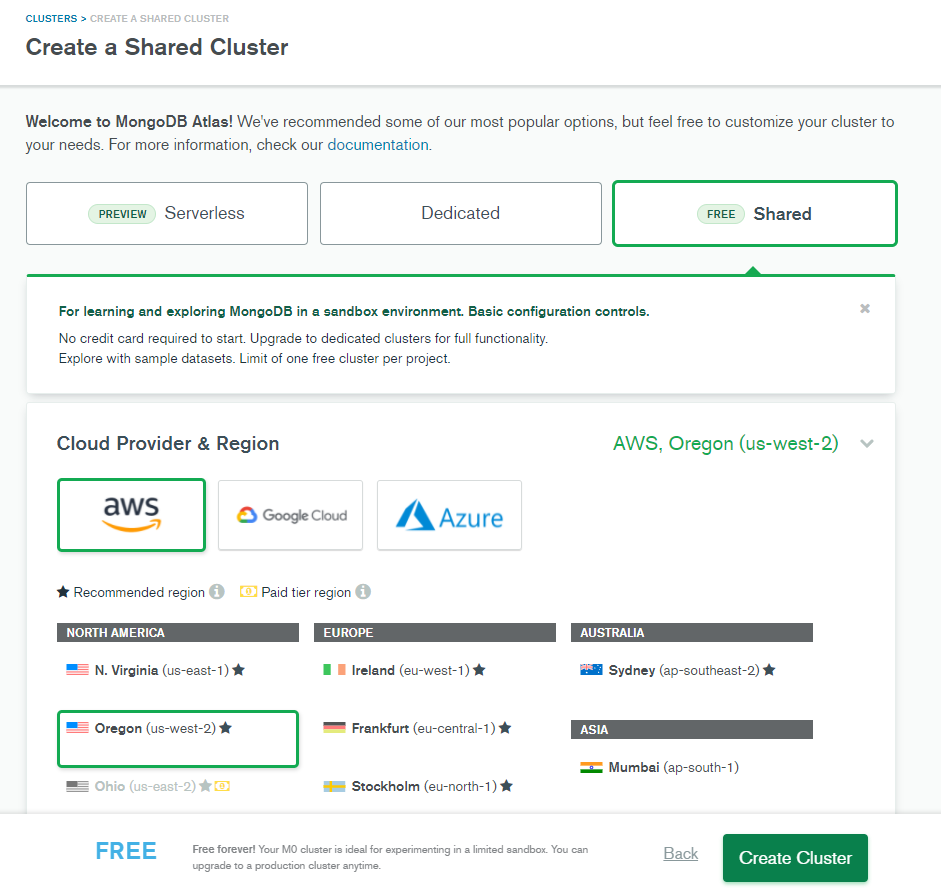 CLUSTERS > CREATE A SHARED CLUSTER
Create a Shared Cluster
Welcome to MongoDB Atlas! We've recommended some of our most popular options, but feel free to customize your cluster to
your needs. For more information, check our documentation.
PREVIEW Serverless
Dedicated
FREE Shared
For learning and exploring MongoDB in a sandbox environment. Basic configuration controls.
No credit card required to start. Upgrade to dedicated clusters for full functionality.
Explore with sample datasets. Limit of one free cluster per project.
Cloud Provider & Region
AWS, Oregon (us-west-2)
aws
Google Cloud
Azure
Recommended region
Paid tier region
NORTH AMERICA
N. Virginia (us-east-1)
Oregon (us-west-2)
Ohio (us-east-2)
EUROPE
Ireland (eu-west-1)
Frankfurt (eu-central-1)
Stockholm (eu-north-1)
AUSTRALIA
Sydney (ap-southeast-2)
ASIA
Mumbai (ap-south-1)
FREE
Free forever! Your M0 cluster is ideal for experimenting in a limited sandbox. You can
upgrade to a production cluster anytime.
Back
Create Cluster